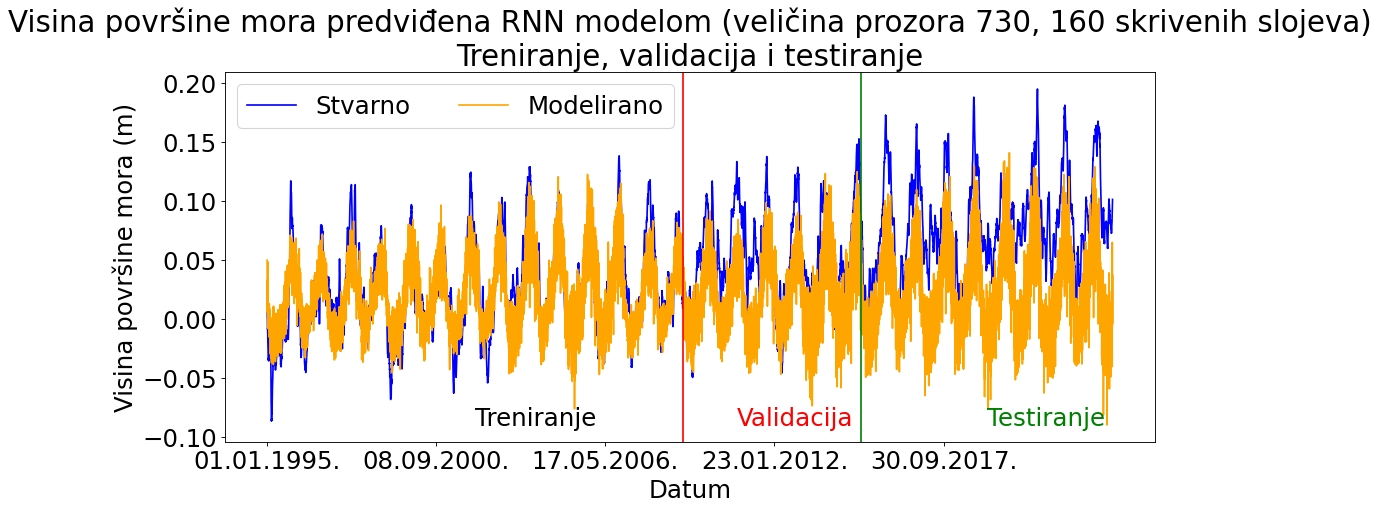 Visina površine mora predviđena RNN modelom (veličina prozora 730, 160 skrivenih slojeva)
Treniranje, validacija i testiranje
Stvarno
Modelirano
Visina površine mora (m)
0.20
0.15
0.10
0.05
0.00
−0.05
−0.10
Treniranje
Validacija
Testiranje
01.01.1995.
08.09.2000.
17.05.2006.
23.01.2012.
30.09.2017.
Datum